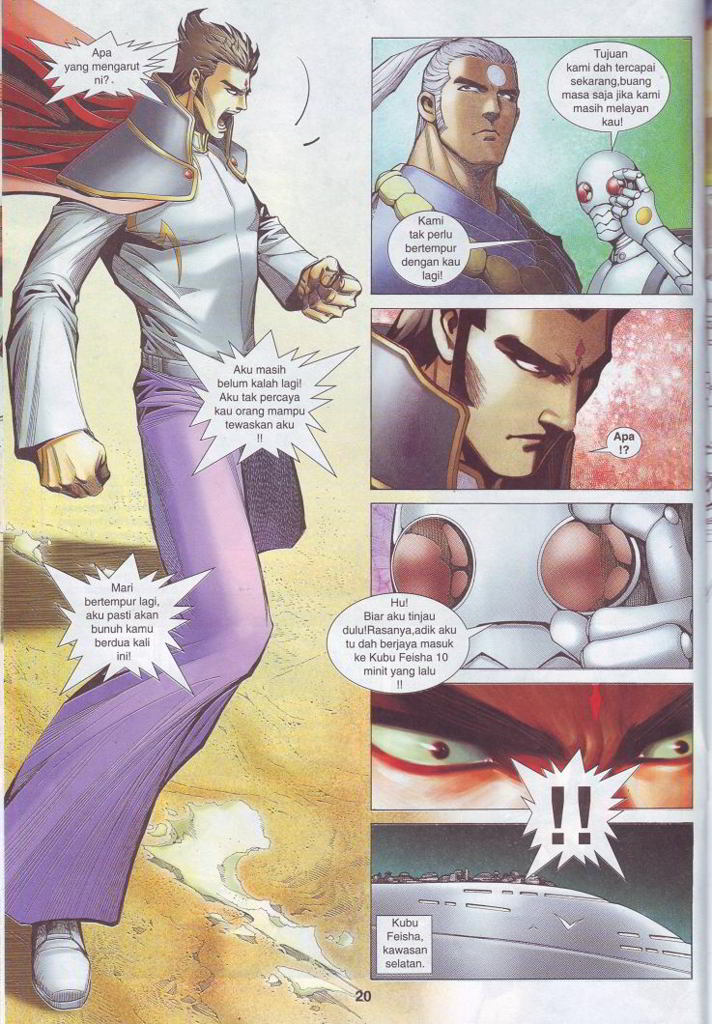 Apa
yang mengarut
ni? .
Aku masih
belum kalah lagi!
Aku tak percaya
kau orang mampu
tewaskan aku
!!
Mari
bertempur lagi,
aku pasti akan
bunuh kamu
berdua kali
ini!
Tujuan
kami dah tercapai
sekarang,buang
masa saja jika kami
masih melayan
kau!
Kami
tak perlu
bertempur
dengan kau
lagi!
Apa
!?
Hu!
Biar aku tinjau
dulu!Rasanya,adik aku
tu dah berjaya masuk
ke Kubu Feisha 10
minit yang lalu
!!
!!
Kubu
Feisha,
kawasan
selatan.
20